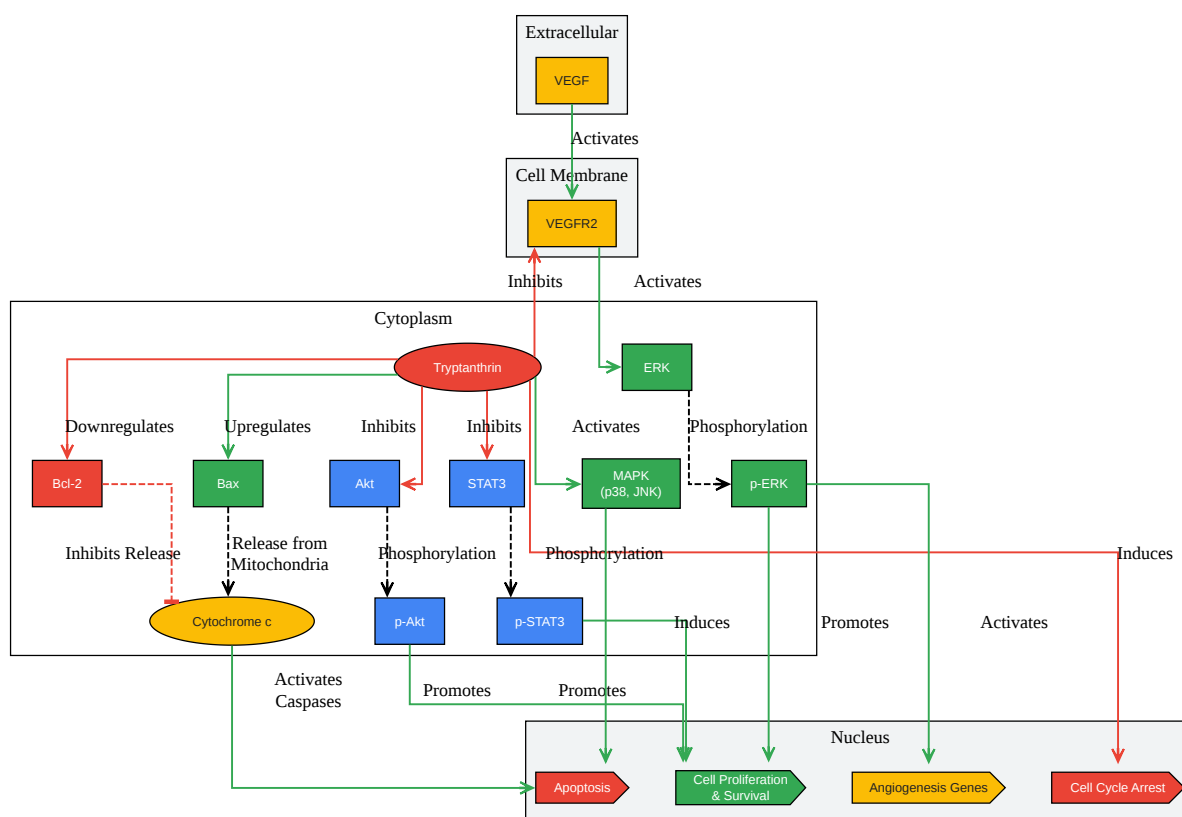 Extracellular
VEGF
Activates
Cell Membrane
VEGFR2
Inhibits
Activates
Cytoplasm
Tryptanthrin
ERK
Downregulates
Upregulates
Inhibits
Inhibits
Activates
Phosphorylation
Bcl-2
Bax
Akt
STAT3
MAPK
(p38, JNK)
p-ERK
Inhibits Release
Release from
Mitochondria
Phosphorylation
Phosphorylation
Induces
Cytochrome c
p-Akt
p-STAT3
Induces
Promotes
Activates
Activates
Caspases
Promotes
Promotes
Nucleus
Apoptosis
Cell Proliferation
& Survival
Angiogenesis Genes
Cell Cycle Arrest